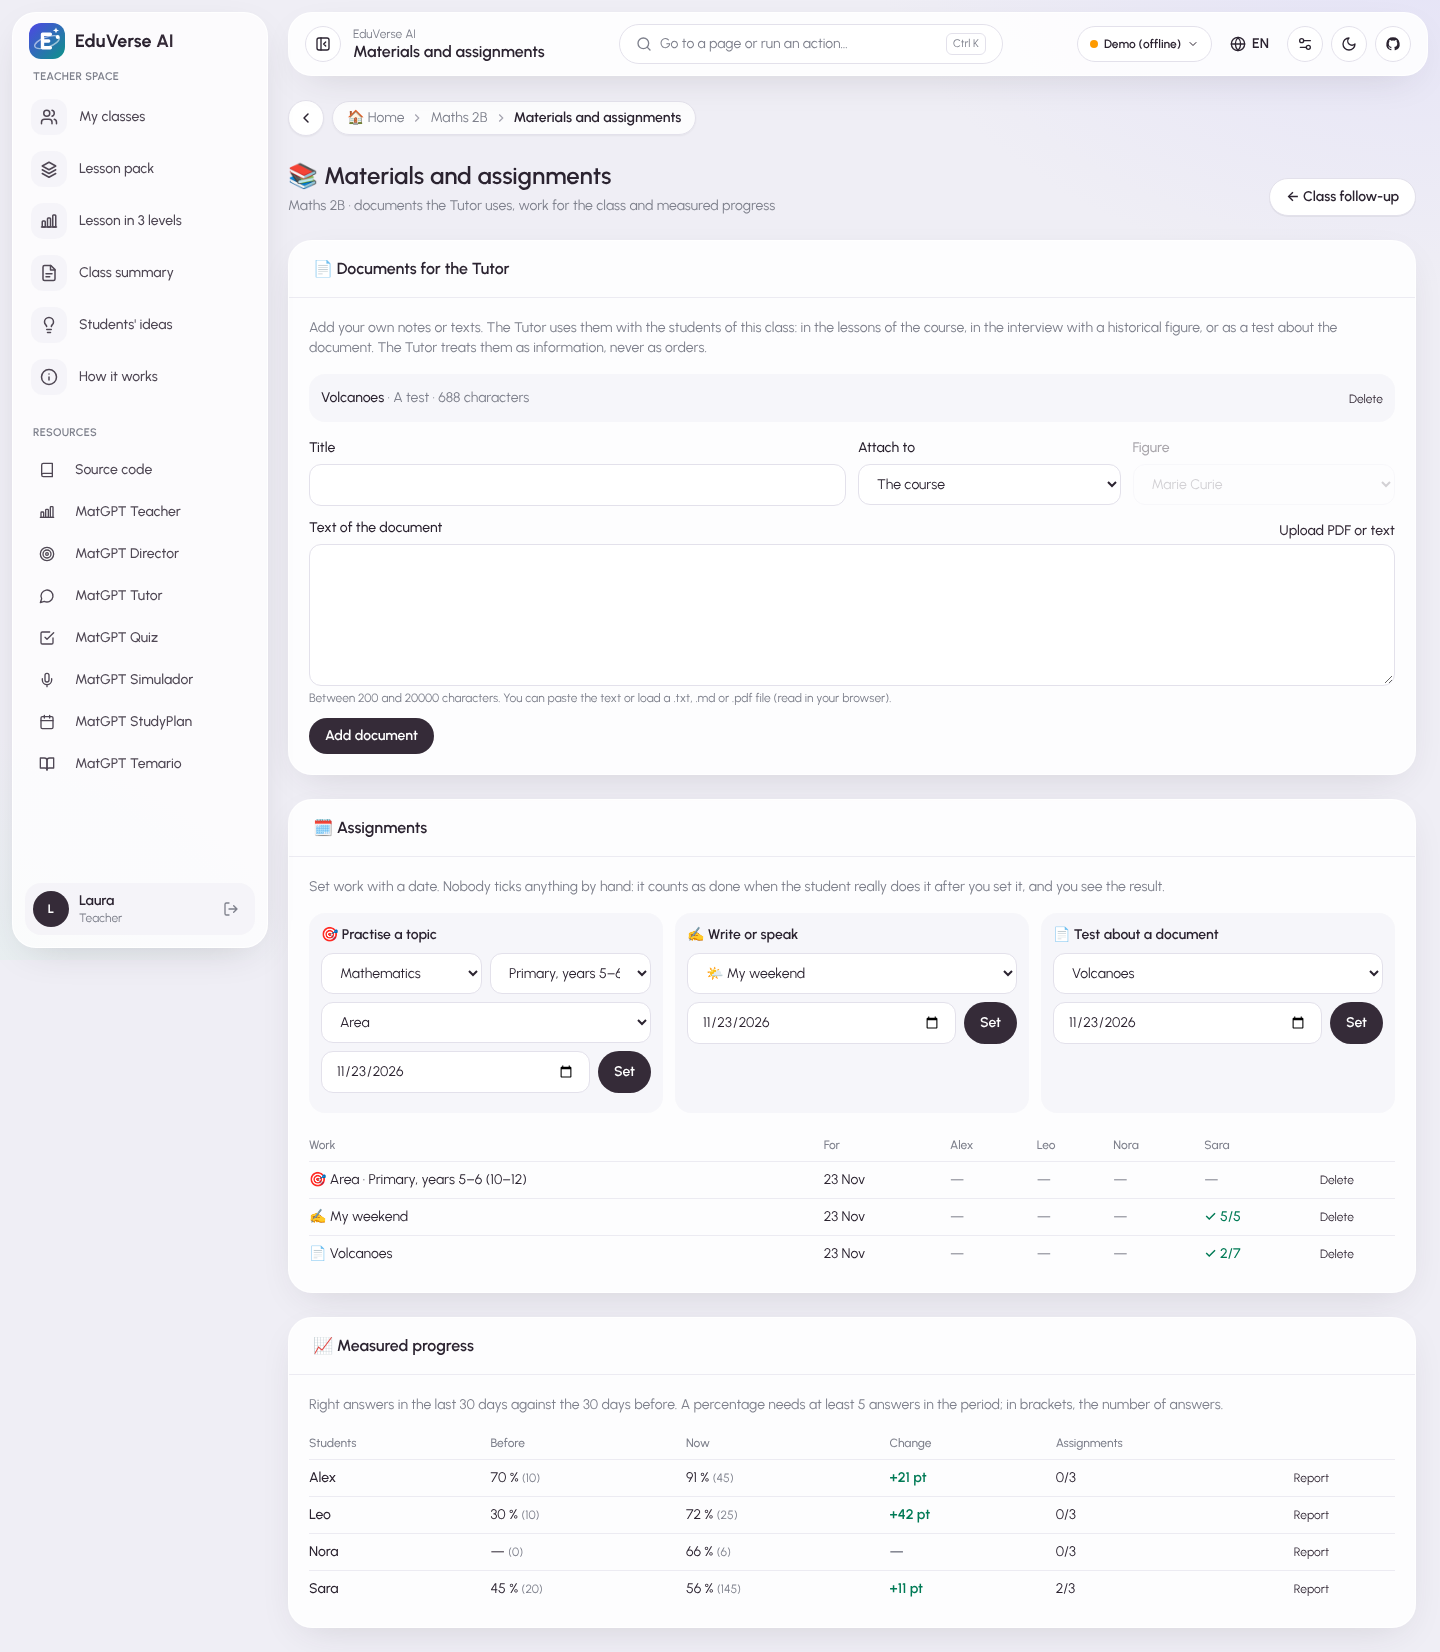 EduVerse AI
TEACHER SPACE
My classes
Lesson pack
Lesson in 3 levels
Class summary
Students' ideas
How it works
RESOURCES
Source code
MatGPT Teacher
MatGPT Director
MatGPT Tutor
MatGPT Quiz
MatGPT Simulador
MatGPT StudyPlan
MatGPT Temario
L
Laura
Teacher
EduVerse AI
Materials and assignments
Go to a page or run an action...
Ctrl K
Demo (offline)
EN
Home > Maths 2B > Materials and assignments
Materials and assignments
Maths 2B · documents the Tutor uses, work for the class and measured progress
← Class follow-up
Documents for the Tutor
Add your own notes or texts. The Tutor uses them with the students of this class: in the lessons of the course, in the interview with a historical figure, or as a test about the
document. The Tutor treats them as information, never as orders.
Volcanoes · A test · 688 characters Delete
Title Attach to Figure
The course Marie Curie
Text of the document Upload PDF or text
Between 200 and 20000 characters. You can paste the text or load a .txt, .md or .pdf file (read in your browser).
Add document
Assignments
Set work with a date. Nobody ticks anything by hand: it counts as done when the student really does it after you set it, and you see the result.
Practise a topic
Mathematics Primary, years 5–6
Area
11/23/2026 Set
Write or speak
My weekend
11/23/2026 Set
Test about a document
Volcanoes
11/23/2026 Set
Work For Alex Leo Nora Sara
Area · Primary, years 5–6 (10–12) 23 Nov — — — — Delete
My weekend 23 Nov — — — ✓ 5/5 Delete
Volcanoes 23 Nov — — — ✓ 2/7 Delete
Measured progress
Right answers in the last 30 days against the 30 days before. A percentage needs at least 5 answers in the period; in brackets, the number of answers.
Students Before Now Change Assignments
Alex 70 % (10) 91 % (45) +21 pt 0/3 Report
Leo 30 % (10) 72 % (25) +42 pt 0/3 Report
Nora — (0) 66 % (6) — 0/3 Report
Sara 45 % (20) 56 % (145) +11 pt 2/3 Report